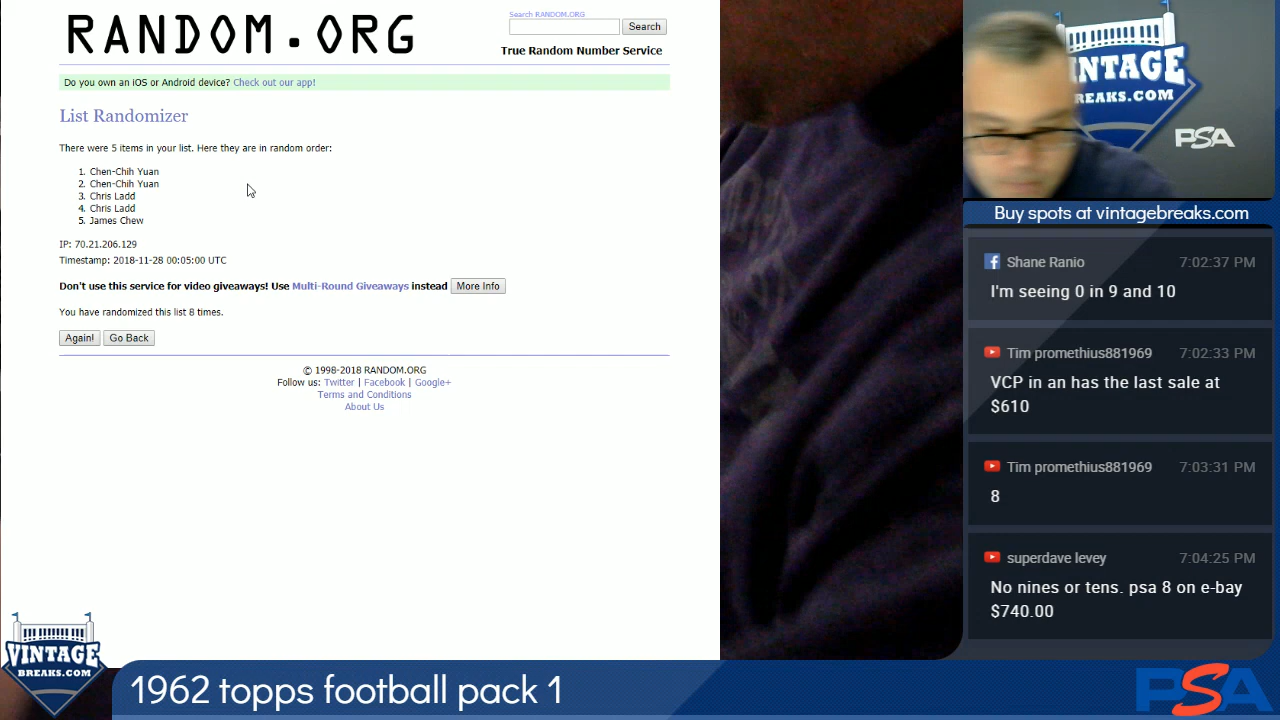 RANDOM.ORG
Search RANDOM.ORG
Search
True Random Number Service
Do you own an iOS or Android device? Check out our app!
List Randomizer
There were 5 items in your list. Here they are in random order:
1. Chen-Chih Yuan
2. Chen-Chih Yuan
3. Chris Ladd
4. Chris Ladd
5. James Chew
IP: 70.21.206.129
Timestamp: 2018-11-28 00:05:00 UTC
Don't use this service for video giveaways! Use Multi-Round Giveaways instead More Info
You have randomized this list 8 times.
Again! Go Back
© 1998-2018 RANDOM.ORG
Follow us: Twitter | Facebook | Google+
Terms and Conditions
About Us
VINTAGE
BREAKS.COM
PSA
Buy spots at vintagebreaks.com
Shane Ranio 7:02:37 PM
I'm seeing 0 in 9 and 10
Tim promethius881969 7:02:33 PM
VCP in an has the last sale at
$610
Tim promethius881969 7:03:31 PM
8
superdave levey 7:04:25 PM
No nines or tens. psa 8 on e-bay
$740.00
VINTAGE
BREAKS.COM
1962 topps football pack 1
PSA